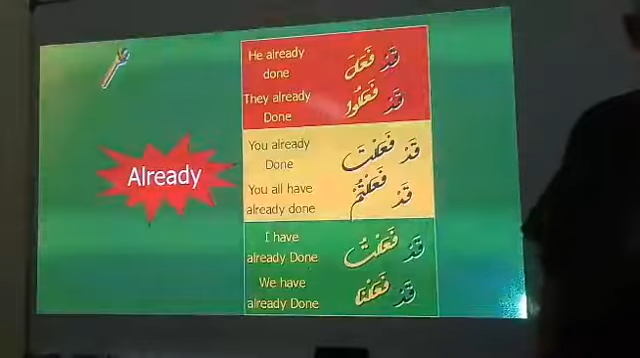 Already
He already
done
قَدْ فَعَلَ
They already
Done
قَدْ فَعَلُوا
You already
Done
قَدْ فَعَلْتَ
You all have
already done
قَدْ فَعَلْتُمْ
I have
already Done
قَدْ فَعَلْتُ
We have
already Done
قَدْ فَعَلْنَا